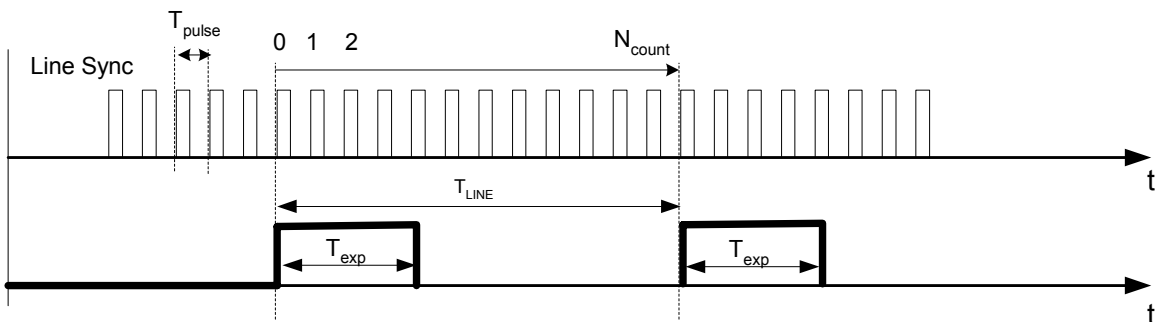 T_pulse
0 1 2 N_count
Line Sync
t
T_LINE
T_exp T_exp
t